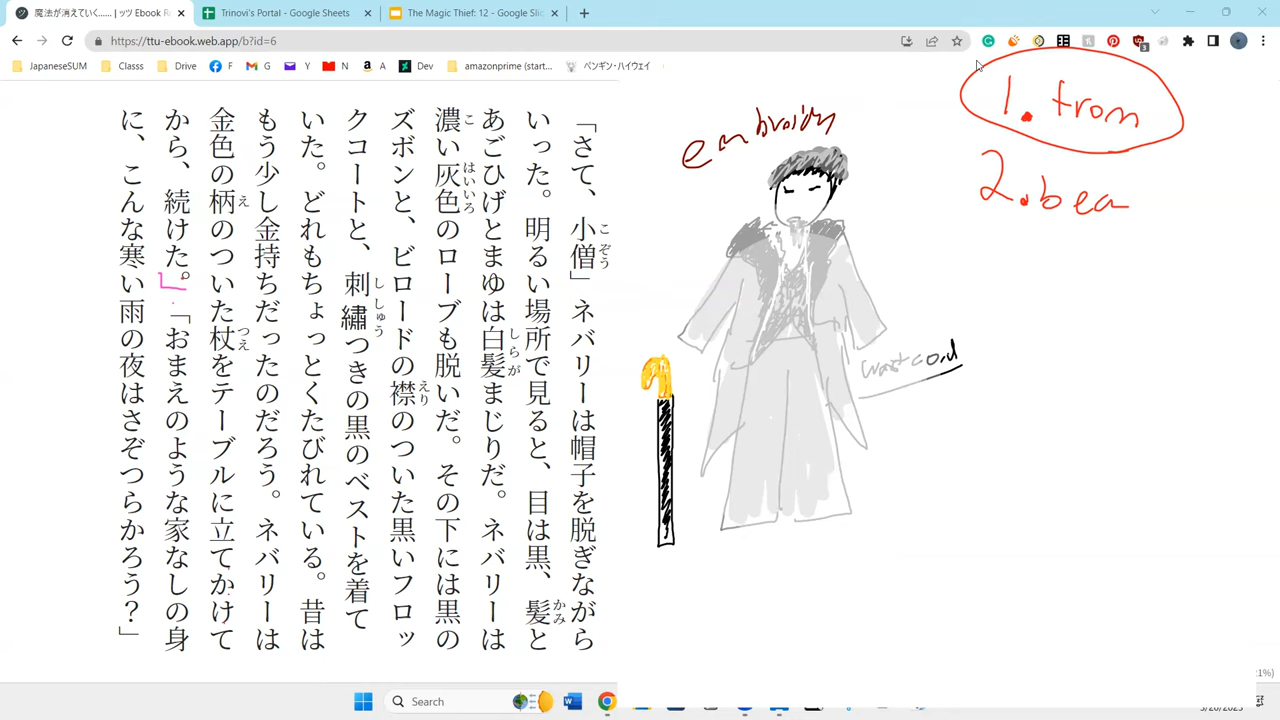 魔法が消えていく…… | ッツ Ebook R
Trinovi's Portal - Google Sheets
The Magic Thief: 12 - Google Slic
https://ttu-ebook.web.app/b?id=6
3
JapaneseSUM
Classs
Drive
F
G
Y
N
A
Dev
amazonprime (start...
ペンギン・ハイウェイ
「さて、小僧」ネバリーは帽子を脱ぎながら
いった。明るい場所で見ると、目は黒、髪と
あごひげとまゆは白髪まじりだ。ネバリーは
濃い灰色のローブも脱いだ。その下には黒の
ズボンと、ビロードの襟のついた黒いフロッ
クコートと、刺繡つきの黒のベストを着て
いた。どれもちょっとくたびれている。昔は
もう少し金持ちだったのだろう。ネバリーは
金色の柄のついた杖をテーブルに立てかけて
から、続けた。」「おまえのような家なしの身
に、こんな寒い雨の夜はさぞつらかろう？」
1. from
2. bea
Search
21%)